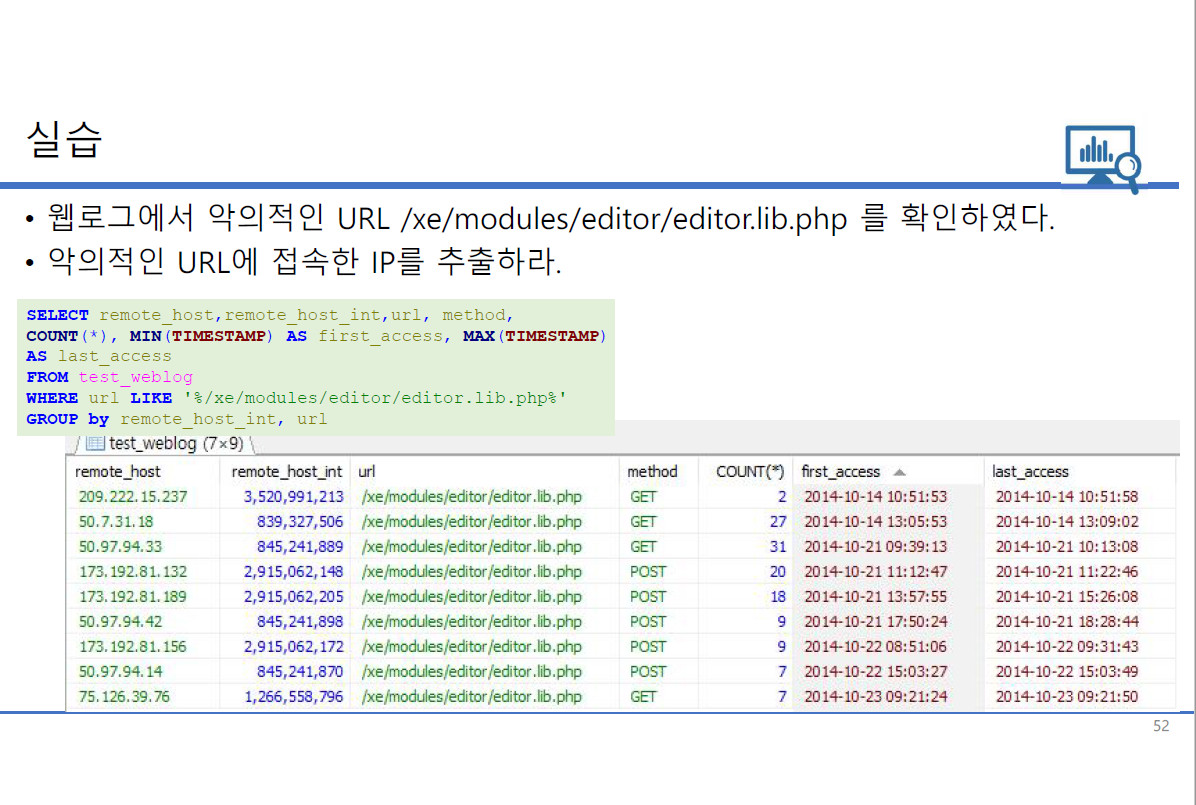 실습
• 웹로그에서 악의적인 URL /xe/modules/editor/editor.lib.php 를 확인하였다.
• 악의적인 URL에 접속한 IP를 추출하라.
SELECT remote_host,remote_host_int,url, method,
COUNT(*), MIN(TIMESTAMP) AS first_access, MAX(TIMESTAMP)
AS last_access
FROM test_weblog
WHERE url LIKE '%/xe/modules/editor/editor.lib.php%'
GROUP by remote_host_int, url
test_weblog (7×9)
remote_host remote_host_int url method COUNT(*) first_access last_access
209.222.15.237 3,520,991,213 /xe/modules/editor/editor.lib.php GET 2 2014-10-14 10:51:53 2014-10-14 10:51:58
50.7.31.18 839,327,506 /xe/modules/editor/editor.lib.php GET 27 2014-10-14 13:05:53 2014-10-14 13:09:02
50.97.94.33 845,241,889 /xe/modules/editor/editor.lib.php GET 31 2014-10-21 09:39:13 2014-10-21 10:13:08
173.192.81.132 2,915,062,148 /xe/modules/editor/editor.lib.php POST 20 2014-10-21 11:12:47 2014-10-21 11:22:46
173.192.81.189 2,915,062,205 /xe/modules/editor/editor.lib.php POST 18 2014-10-21 13:57:55 2014-10-21 15:26:08
50.97.94.42 845,241,898 /xe/modules/editor/editor.lib.php POST 9 2014-10-21 17:50:24 2014-10-21 18:28:44
173.192.81.156 2,915,062,172 /xe/modules/editor/editor.lib.php POST 9 2014-10-22 08:51:06 2014-10-22 09:31:43
50.97.94.14 845,241,870 /xe/modules/editor/editor.lib.php POST 7 2014-10-22 15:03:27 2014-10-22 15:03:49
75.126.39.76 1,266,558,796 /xe/modules/editor/editor.lib.php GET 7 2014-10-23 09:21:24 2014-10-23 09:21:50
52